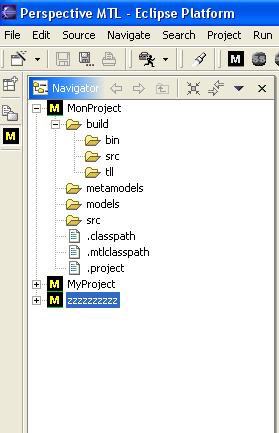 Perspective MTL - Eclipse Platform
File Edit Navigate Search Project Run
M
Navigator
M
M MonProject
build
bin
src
tll
metamodels
models
src
.classpath
.mtlclasspath
.project
M MyProject
M zzzzzzzzzz